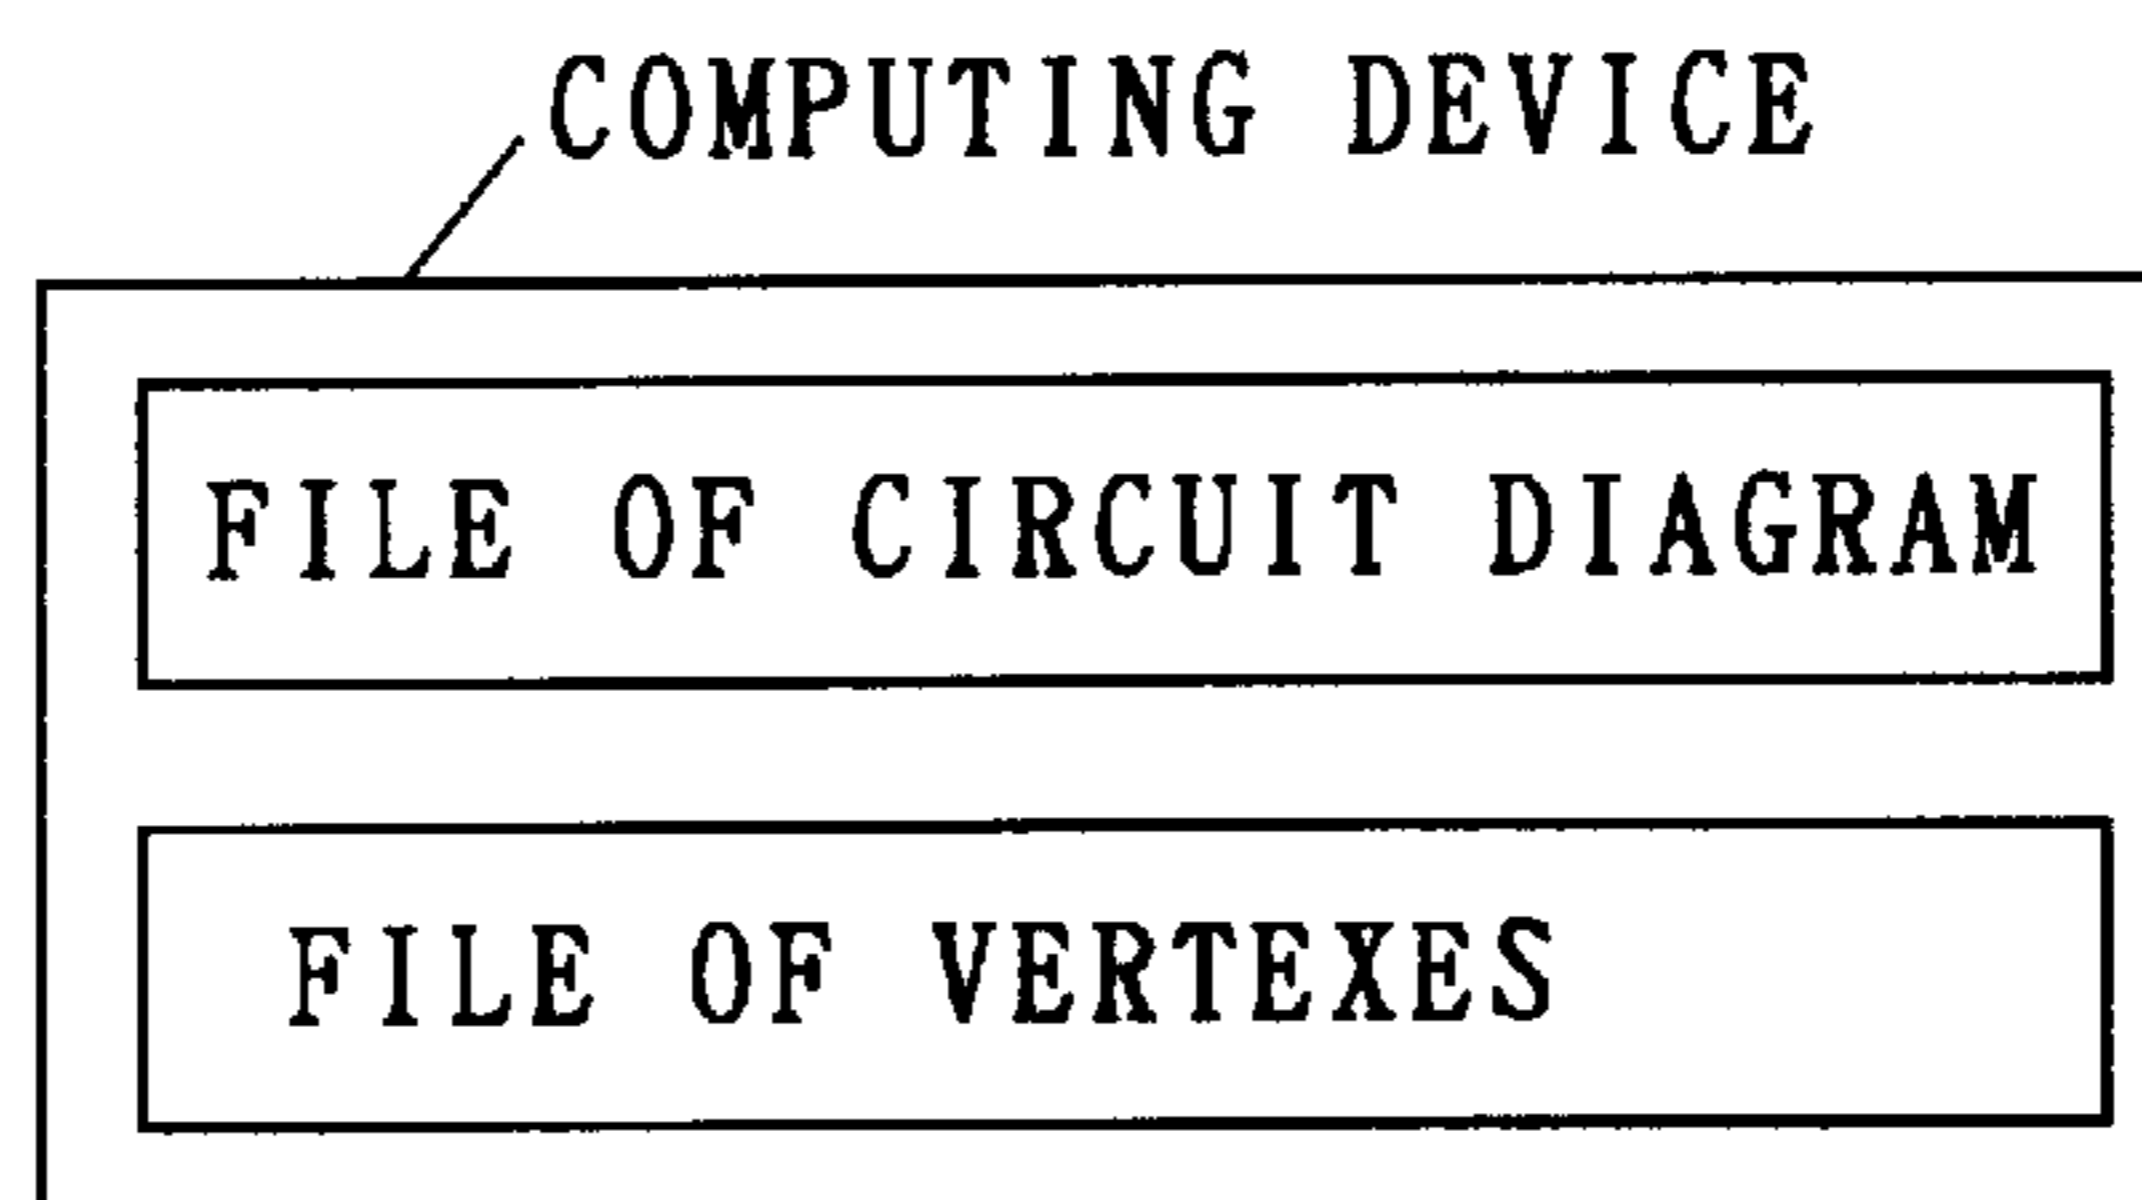 COMPUTING DEVICE
FILE OF CIRCUIT DIAGRAM
FILE OF VERTEXES